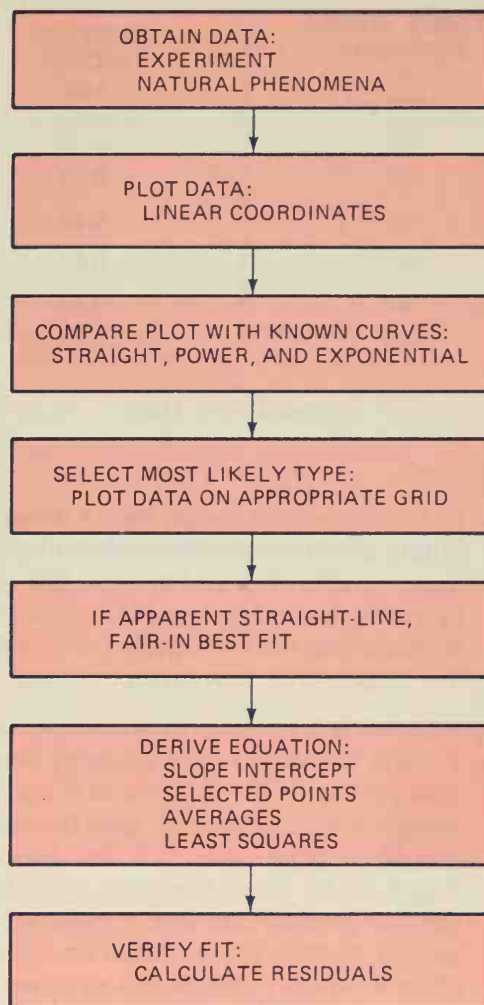 OBTAIN DATA:
EXPERIMENT
NATURAL PHENOMENA
PLOT DATA:
LINEAR COORDINATES
COMPARE PLOT WITH KNOWN CURVES:
STRAIGHT, POWER, AND EXPONENTIAL
SELECT MOST LIKELY TYPE:
PLOT DATA ON APPROPRIATE GRID
IF APPARENT STRAIGHT-LINE,
FAIR-IN BEST FIT
DERIVE EQUATION:
SLOPE INTERCEPT
SELECTED POINTS
AVERAGES
LEAST SQUARES
VERIFY FIT:
CALCULATE RESIDUALS